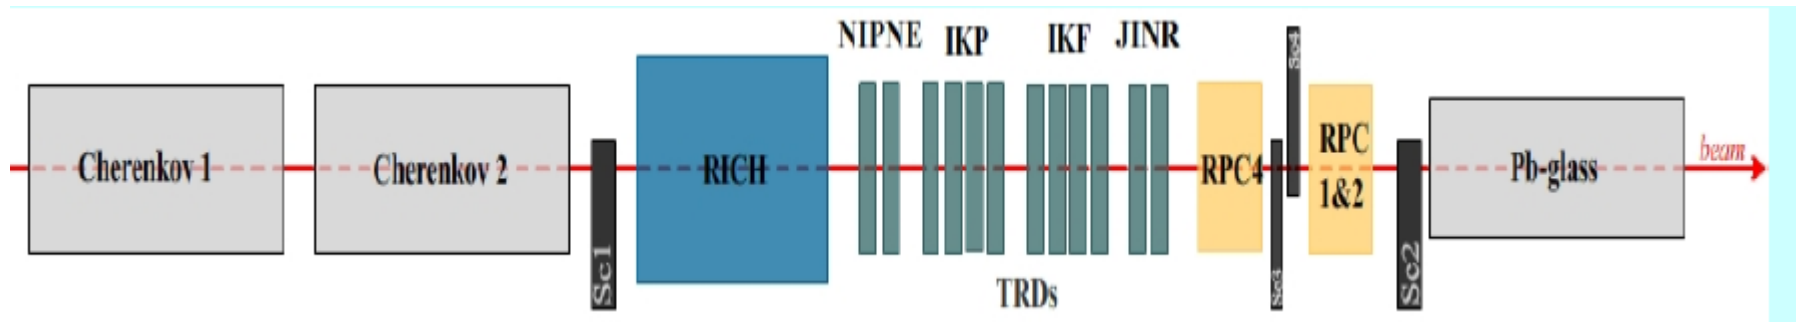 NIPNE
IKP
IKF
JINR
Cherenkov 1
Cherenkov 2
Sc1
RICH
TRDs
RPC4
Sc3
Sc4
RPC
1&2
Sc2
Pb-glass
beam